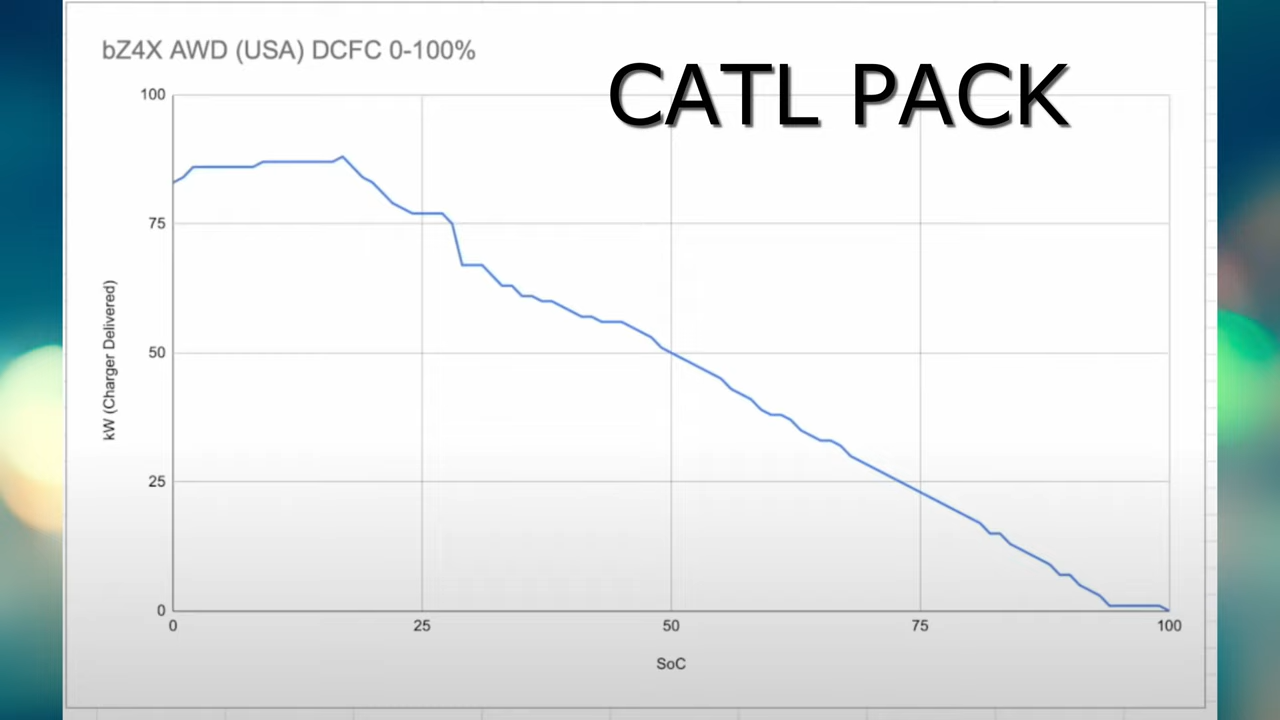 bZ4X AWD (USA) DCFC 0-100%
CATL PACK
100
75
50
25
0
kW (Charger Delivered)
0 25 50 75 100
SoC